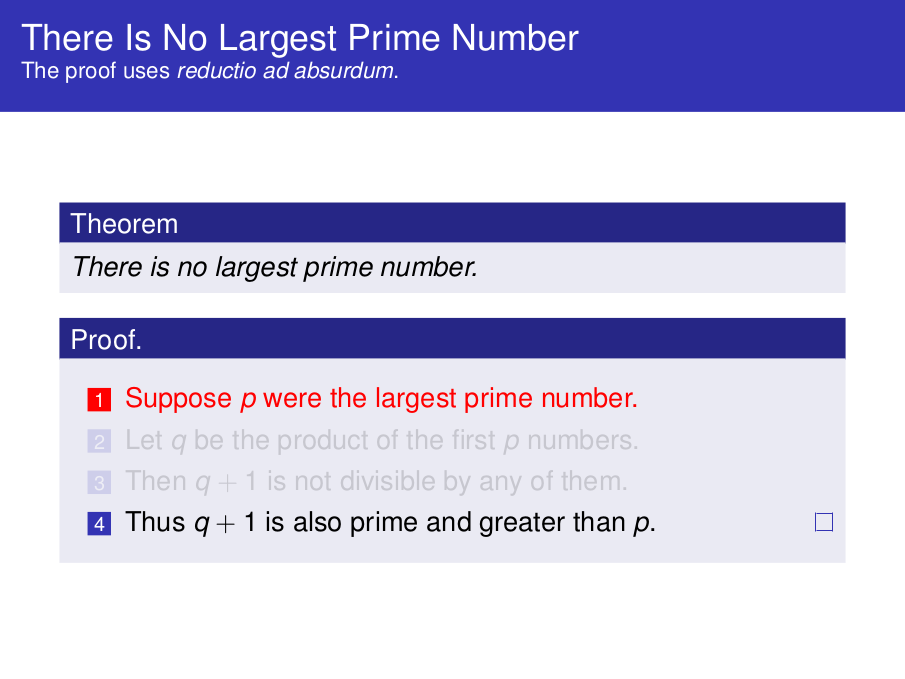 There Is No Largest Prime Number
The proof uses reductio ad absurdum.
Theorem
There is no largest prime number.
Proof.
1 Suppose p were the largest prime number.
2 Let q be the product of the first p numbers.
3 Then q + 1 is not divisible by any of them.
4 Thus q + 1 is also prime and greater than p. □